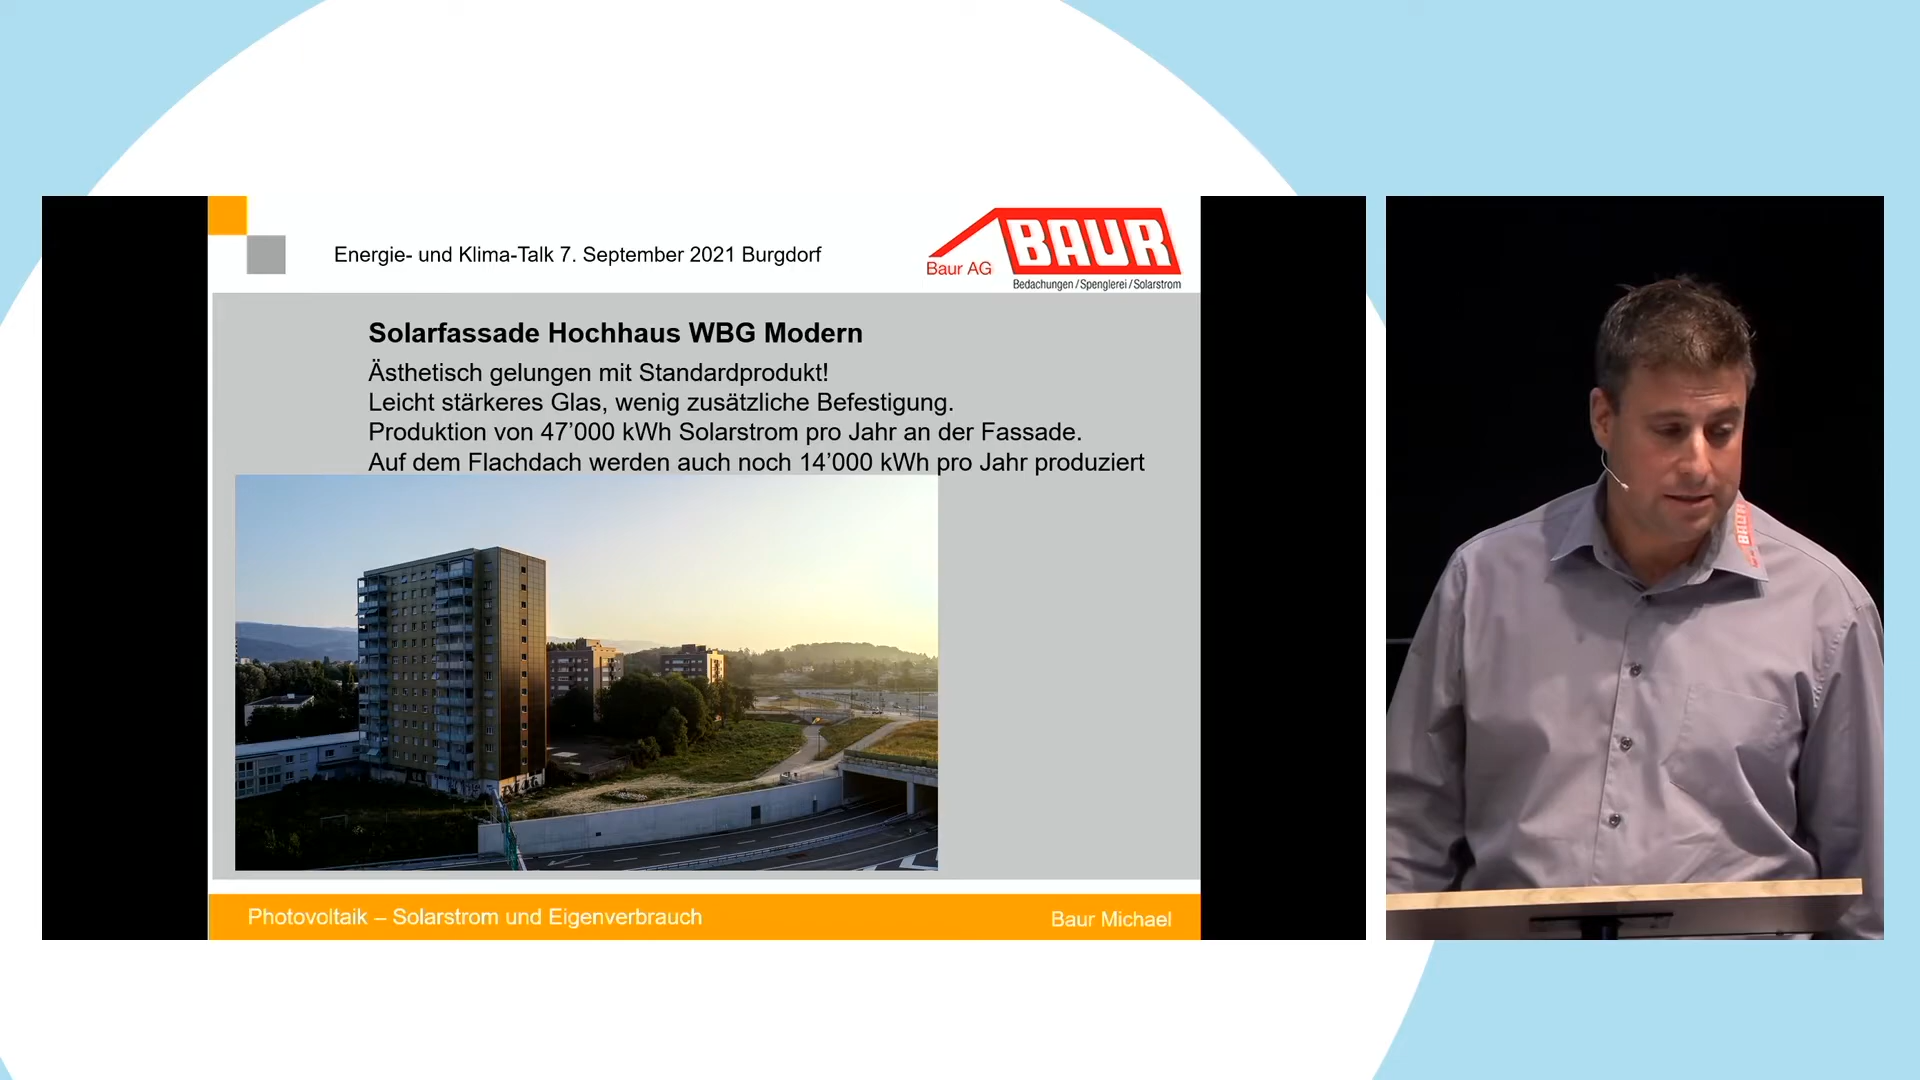 Energie- und Klima-Talk 7. September 2021 Burgdorf
BAUR
Baur AG
Bedachungen / Spenglerei / Solarstrom
Solarfassade Hochhaus WBG Modern
Ästhetisch gelungen mit Standardprodukt!
Leicht stärkeres Glas, wenig zusätzliche Befestigung.
Produktion von 47’000 kWh Solarstrom pro Jahr an der Fassade.
Auf dem Flachdach werden auch noch 14’000 kWh pro Jahr produziert
Photovoltaik – Solarstrom und Eigenverbrauch
Baur Michael
BAUR